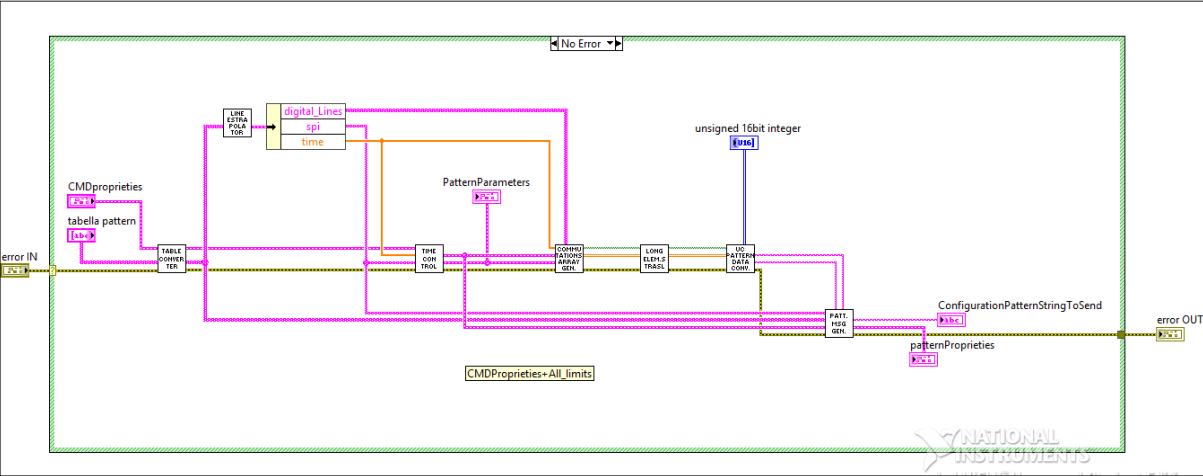 No Error
LINE
ESTRA
POLA
TOR
digital_Lines
spi
time
unsigned 16bit integer
U16
CMDproprieties
PatternParameters
tabella pattern
abc
error IN
?
TABLE
CONVER
TER
TIME
CON
TROL
COMMU
TATIONS
ARRAY
GEN.
LONG
ELEM.S
TRASL
UC
PATTERN
DATA
CONV.
PATT.
MSG
GEN.
ConfigurationPatternStringToSend
abc
error OUT
patternProprieties
CMDProprieties+All_limits
NATIONAL
INSTRUMENTS